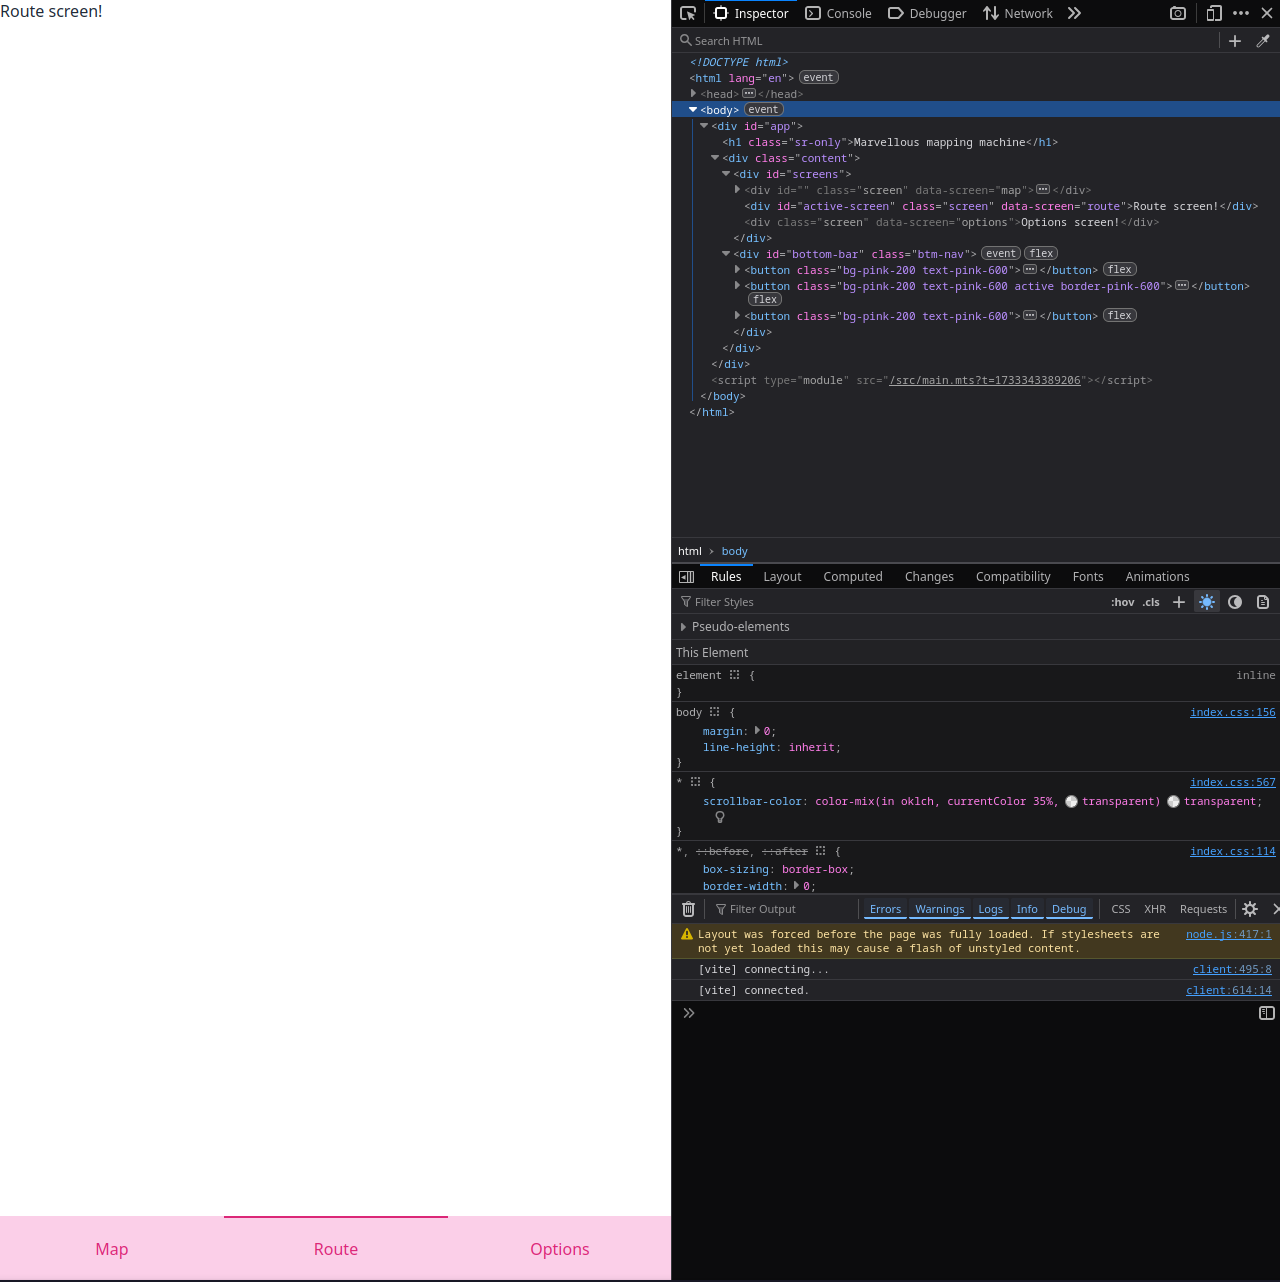 Route screen!
Map
Route
Options
Inspector Console Debugger Network
Search HTML
<!DOCTYPE html>
<html lang="en"> event
<head> </head>
<body> event
<div id="app">
<h1 class="sr-only">Marvellous mapping machine</h1>
<div class="content">
<div id="screens">
<div id="" class="screen" data-screen="map"> </div>
<div id="active-screen" class="screen" data-screen="route">Route screen!</div>
<div class="screen" data-screen="options">Options screen!</div>
</div>
<div id="bottom-bar" class="btm-nav"> event flex
<button class="bg-pink-200 text-pink-600"> </button> flex
<button class="bg-pink-200 text-pink-600 active border-pink-600"> </button>
flex
<button class="bg-pink-200 text-pink-600"> </button> flex
</div>
</div>
</div>
<script type="module" src="/src/main.mts?t=1733343389206"></script>
</body>
</html>
html › body
Rules Layout Computed Changes Compatibility Fonts Animations
Filter Styles :hov .cls +
Pseudo-elements
This Element
element { inline
}
body { index.css:156
margin: 0;
line-height: inherit;
}
* { index.css:567
scrollbar-color: color-mix(in oklch, currentColor 35%, transparent) transparent;
}
*, ::before, ::after { index.css:114
box-sizing: border-box;
border-width: 0;
Filter Output Errors Warnings Logs Info Debug CSS XHR Requests
Layout was forced before the page was fully loaded. If stylesheets are node.js:417:1
not yet loaded this may cause a flash of unstyled content.
[vite] connecting... client:495:8
[vite] connected. client:614:14